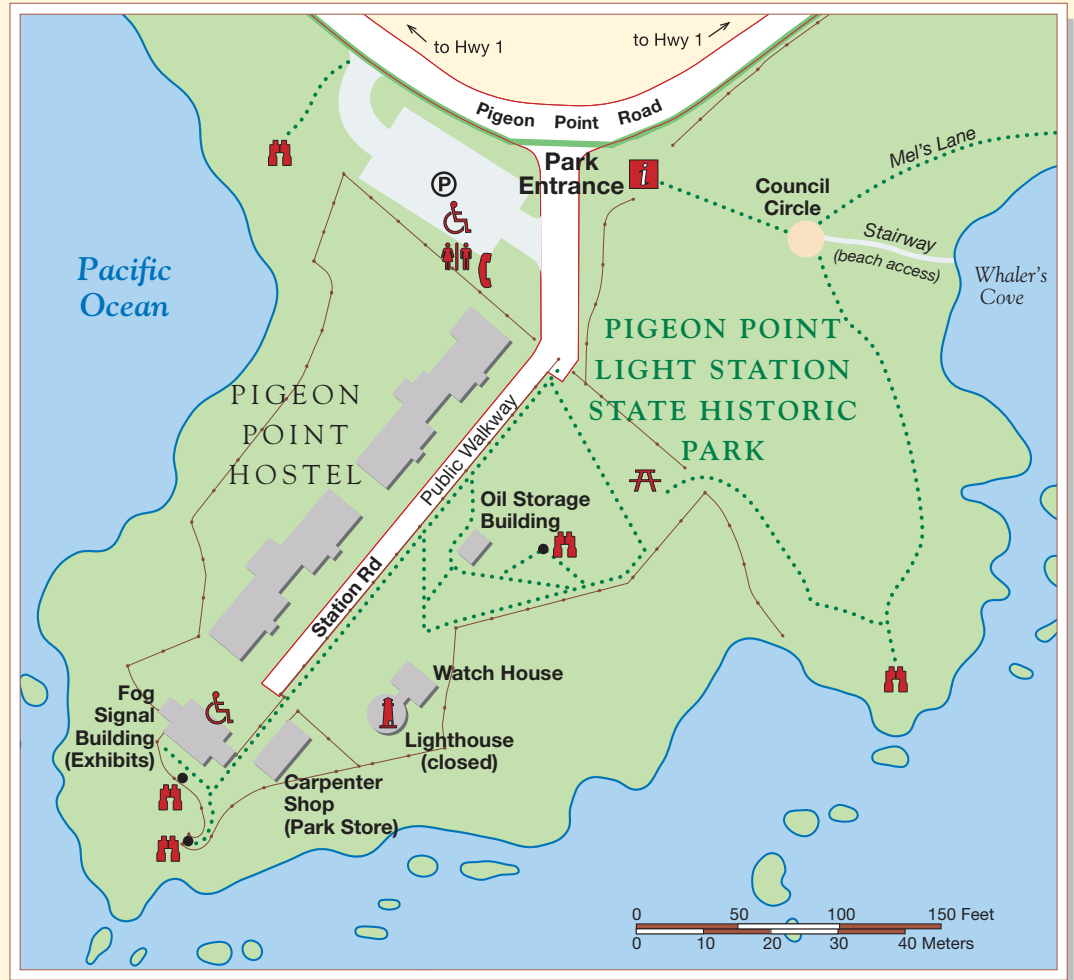 to Hwy 1
to Hwy 1
Pigeon Point Road
Park
Entrance
i
P
Council
Circle
Mel's Lane
Stairway
(beach access)
Whaler's
Cove
Pacific
Ocean
PIGEON POINT
LIGHT STATION
STATE HISTORIC
PARK
PIGEON
POINT
HOSTEL
Public Walkway
Oil Storage
Building
Station Rd
Watch House
Fog
Signal
Building
(Exhibits)
Lighthouse
(closed)
Carpenter
Shop
(Park Store)
0 50 100 150 Feet
0 10 20 30 40 Meters